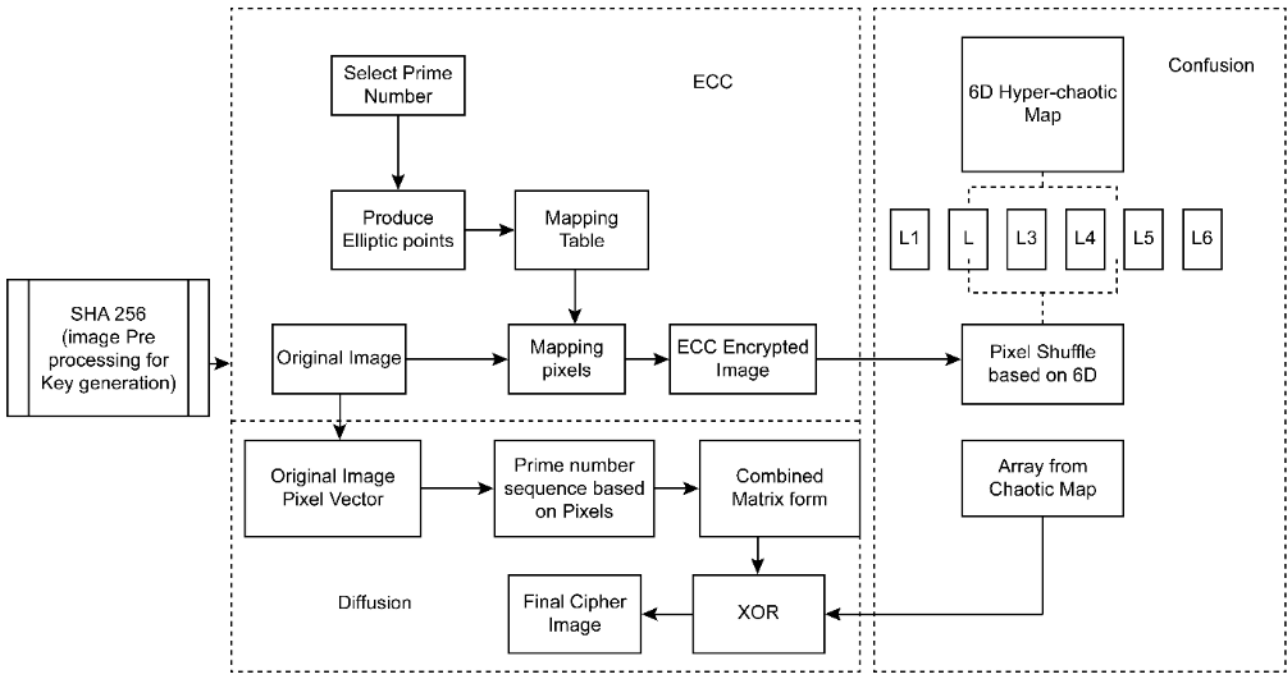 Select Prime
Number
ECC
Produce
Elliptic points
Mapping
Table
SHA 256
(image Pre
processing for
Key generation)
Original Image
Mapping
pixels
ECC Encrypted
Image
Confusion
6D Hyper-chaotic
Map
L1
L
L3
L4
L5
L6
Pixel Shuffle
based on 6D
Original Image
Pixel Vector
Prime number
sequence based
on Pixels
Combined
Matrix form
Array from
Chaotic Map
Diffusion
Final Cipher
Image
XOR